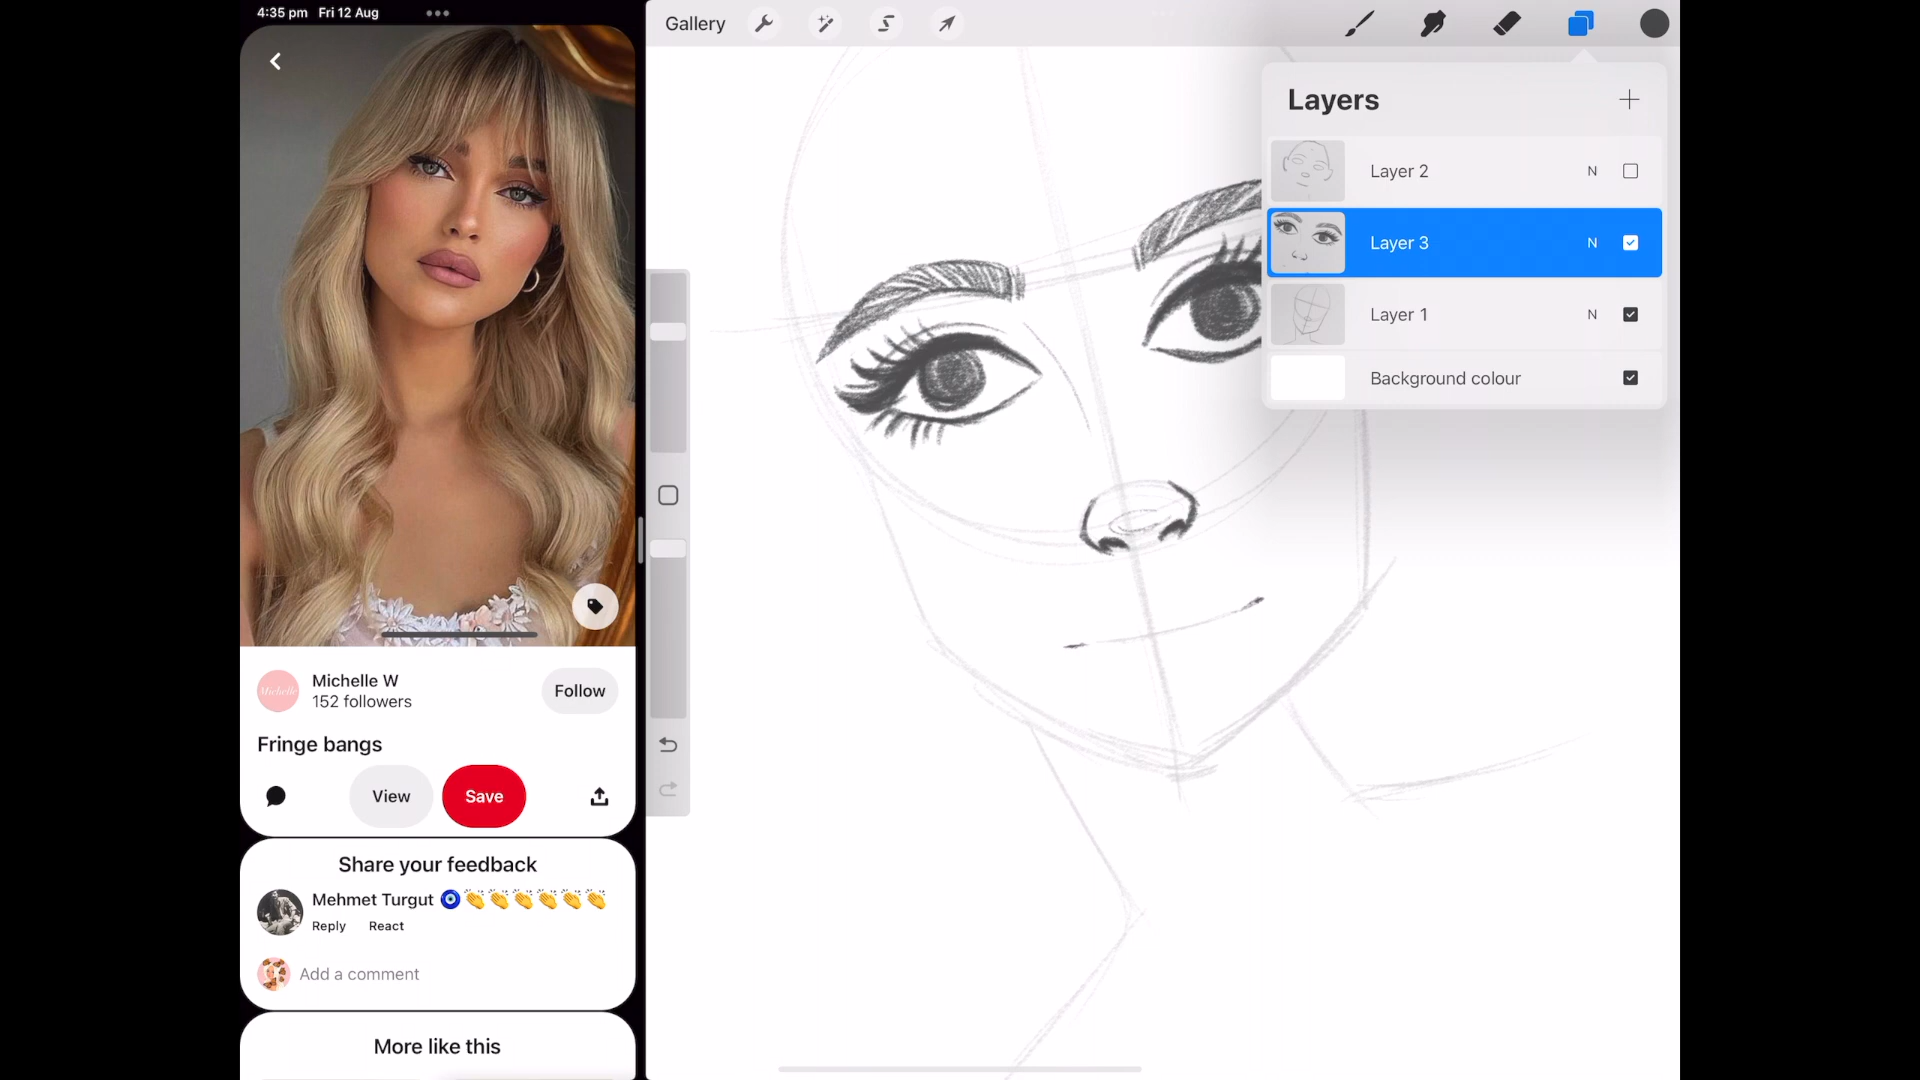 4:35 pm Fri 12 Aug
Michelle
Michelle W
152 followers
Follow
Fringe bangs
View
Save
Share your feedback
Mehmet Turgut 🧿👏👏👏👏👏👏
Reply React
Add a comment
More like this
Gallery
Layers
Layer 2 N
Layer 3 N
Layer 1 N
Background colour